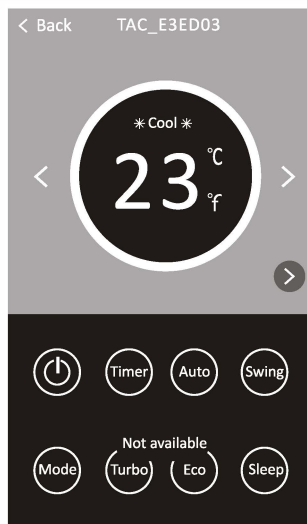 < Back TAC_E3ED03
Cool
23 °C
°f
Timer Auto Swing
Not available
Mode Turbo Eco Sleep